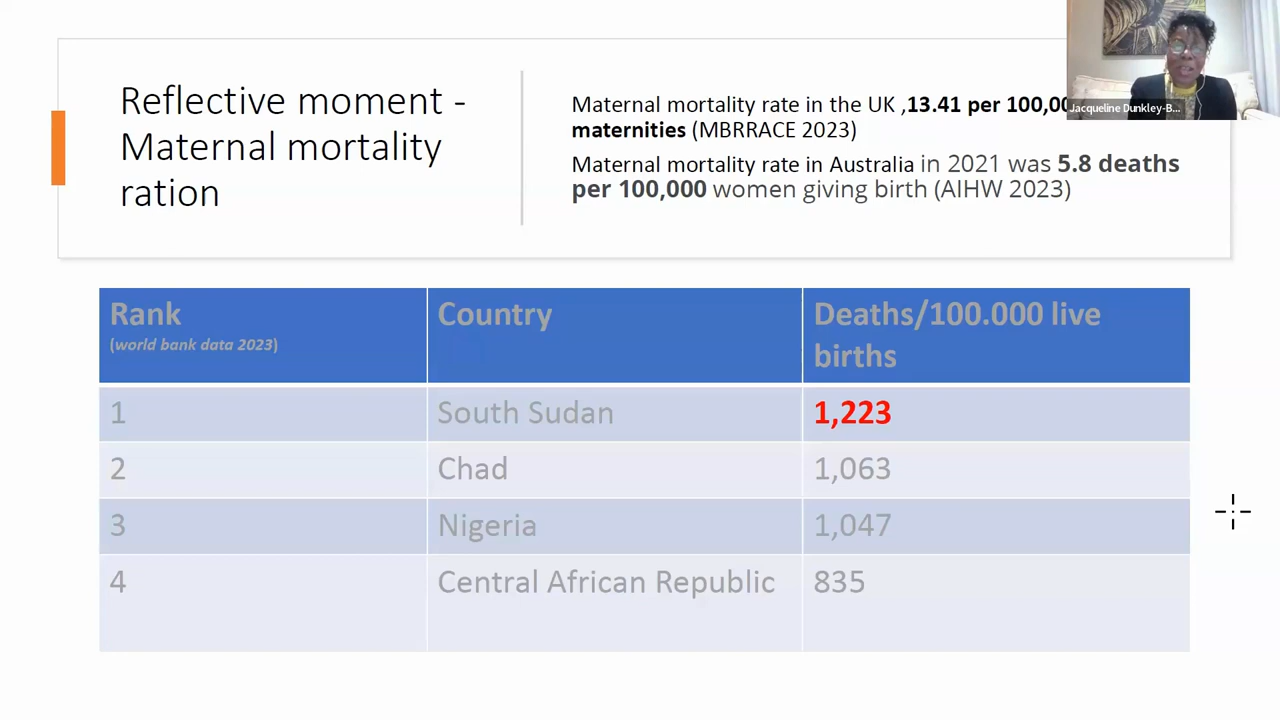 Reflective moment -
Maternal mortality
ration
Maternal mortality rate in the UK ,13.41 per
maternities (MBRRACE 2023)
Maternal mortality rate in Australia in 2021 was 5.8 deaths
per 100,000 women giving birth (AIHW 2023)
Jacqueline Dunkley-B...
Rank
(world bank data 2023)
Country
Deaths/100.000 live
births
1
South Sudan
1,223
2
Chad
1,063
3
Nigeria
1,047
4
Central African Republic
835